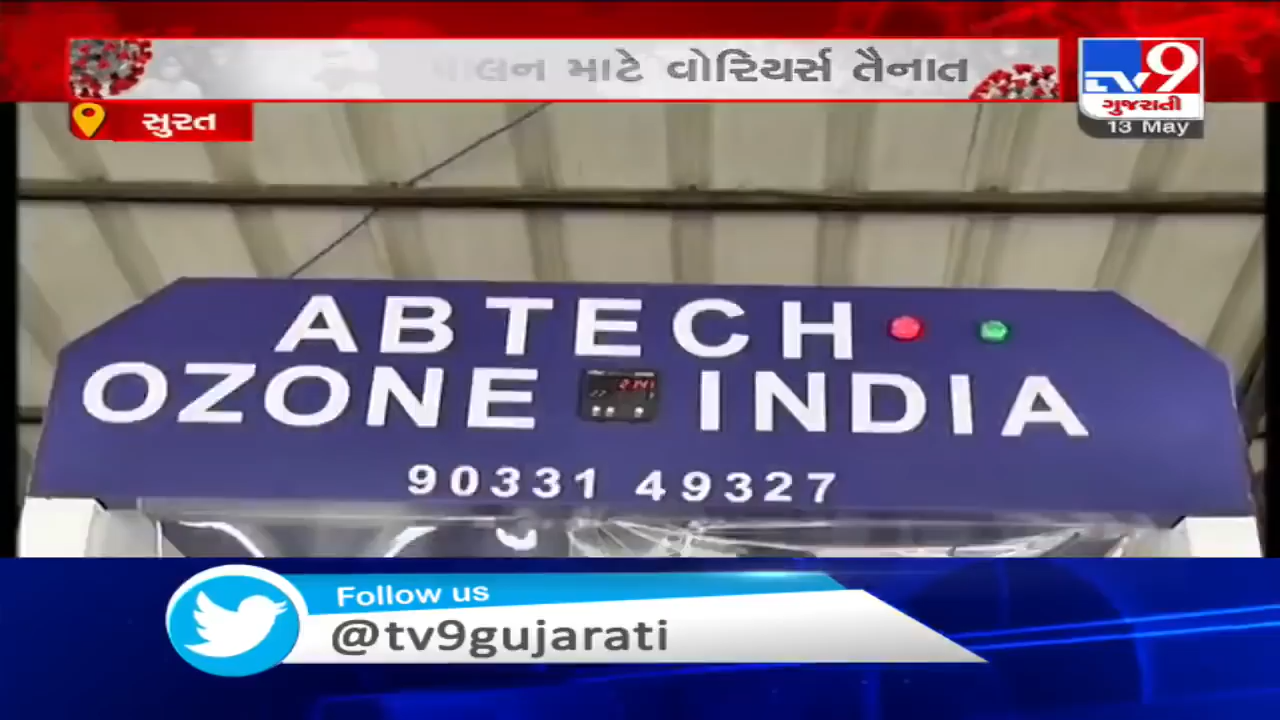 માટે વોરિયર્સ તૈનાત
TV9
ગુજરાતી
13 May
સુરત
ABTECH
OZONE INDIA
90331 49327
Follow us
@tv9gujarati